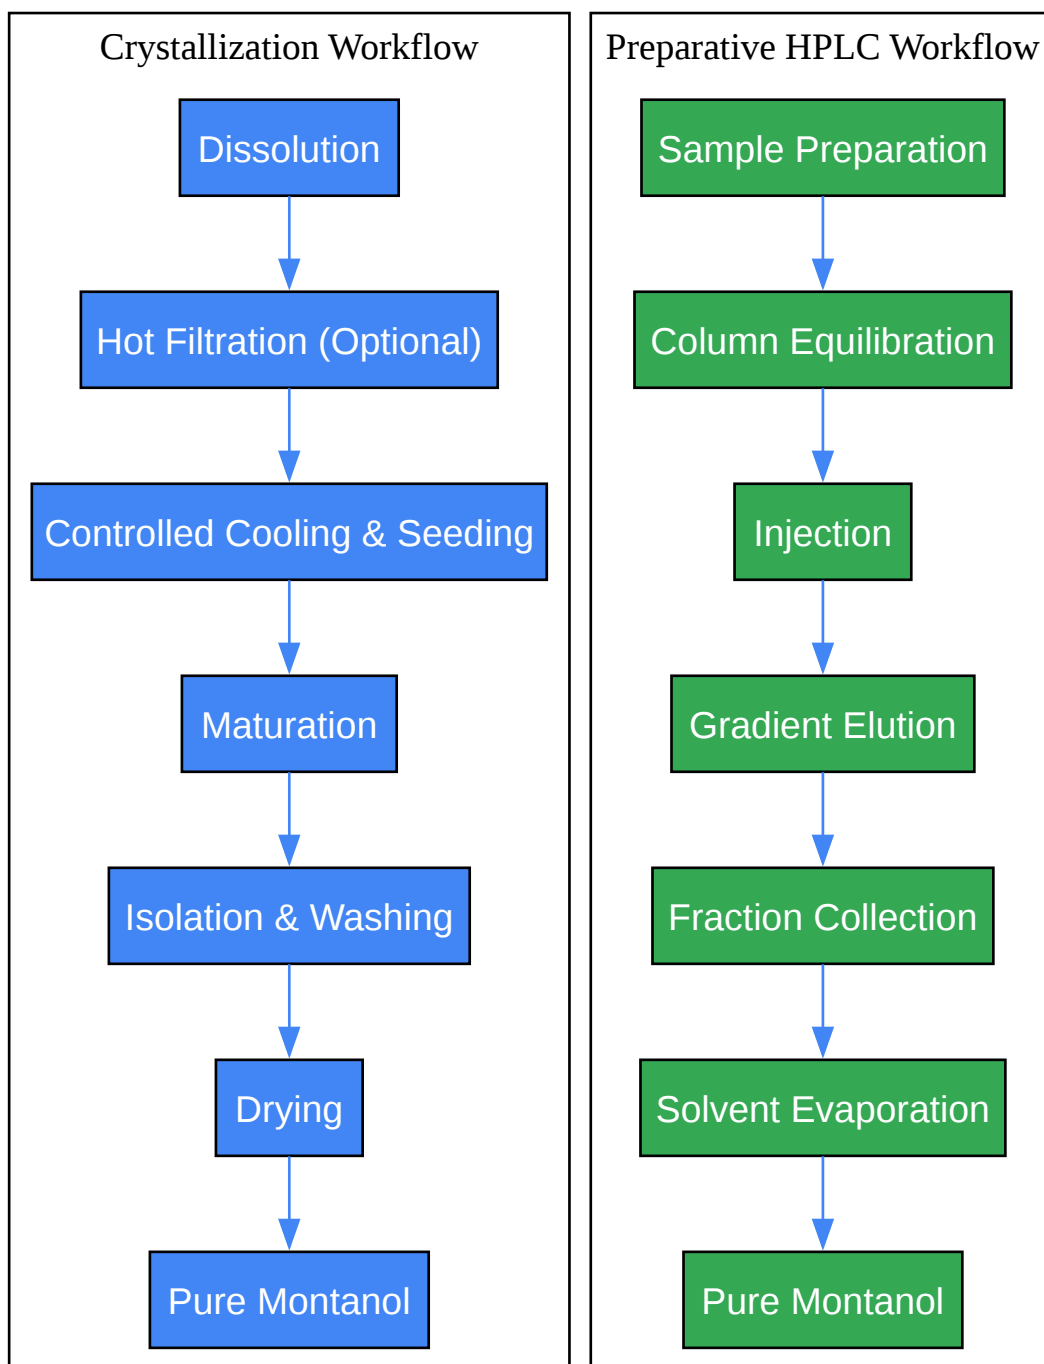 Crystallization Workflow
Dissolution
Hot Filtration (Optional)
Controlled Cooling & Seeding
Maturation
Isolation & Washing
Drying
Pure Montanol
Preparative HPLC Workflow
Sample Preparation
Column Equilibration
Injection
Gradient Elution
Fraction Collection
Solvent Evaporation
Pure Montanol